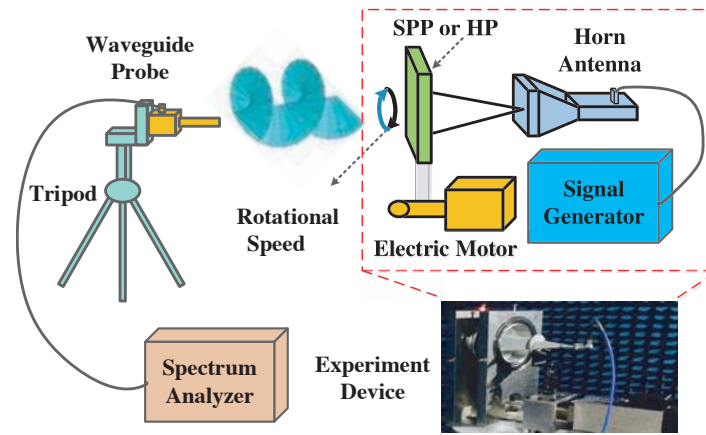 Waveguide
Probe
SPP or HP
Horn
Antenna
Tripod
Rotational
Speed
Signal
Generator
Electric Motor
Spectrum
Analyzer
Experiment
Device